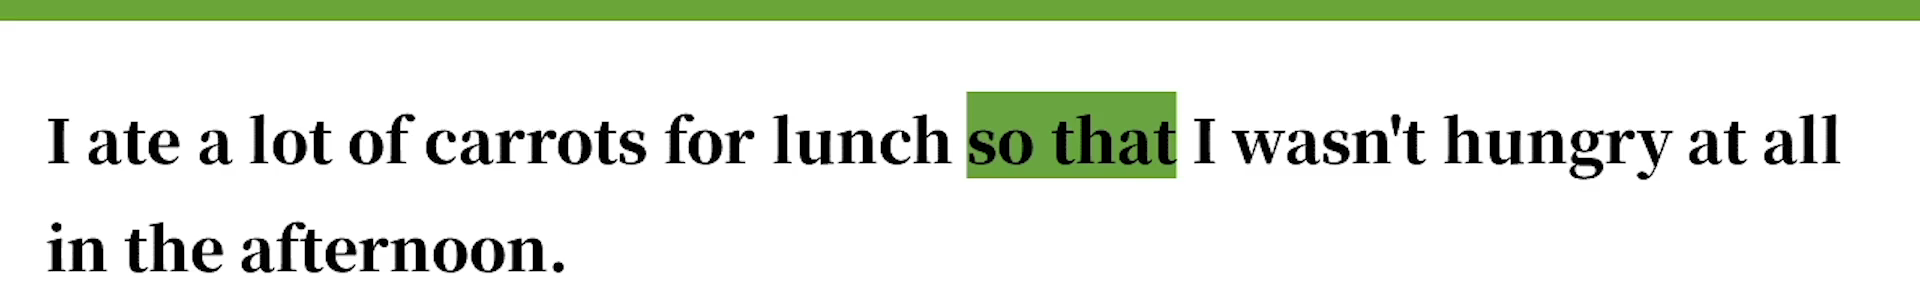 I ate a lot of carrots for lunch so that I wasn't hungry at all
in the afternoon.